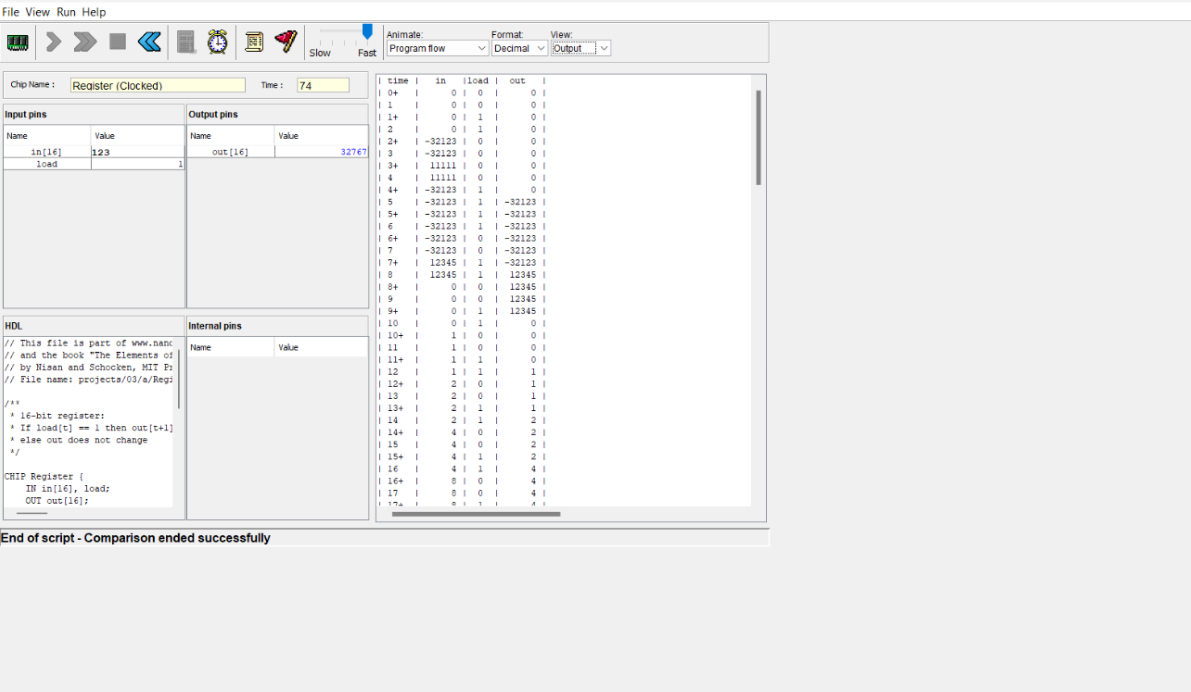 File View Run Help
Slow Fast
Animate: Format: View:
Program flow Decimal Output
Chip Name : Register (Clocked) Time : 74
Input pins
Name Value
in[16] 123
load 1
Output pins
Name Value
out[16] 32767
HDL
// This file is part of www.nanc
// and the book "The Elements of
// by Nisan and Schocken, MIT Pr
// File name: projects/03/a/Regi
/**
* 16-bit register:
* If load[t] == 1 then out[t+1]
* else out does not change
*/
CHIP Register {
IN in[16], load;
OUT out[16];
Internal pins
Name Value
| time | in |load | out |
| 0+ | 0 | 0 | 0 |
| 1 | 0 | 0 | 0 |
| 1+ | 0 | 1 | 0 |
| 2 | 0 | 1 | 0 |
| 2+ | -32123 | 0 | 0 |
| 3 | -32123 | 0 | 0 |
| 3+ | 11111 | 0 | 0 |
| 4 | 11111 | 0 | 0 |
| 4+ | -32123 | 1 | 0 |
| 5 | -32123 | 1 | -32123 |
| 5+ | -32123 | 1 | -32123 |
| 6 | -32123 | 1 | -32123 |
| 6+ | -32123 | 0 | -32123 |
| 7 | -32123 | 0 | -32123 |
| 7+ | 12345 | 1 | -32123 |
| 8 | 12345 | 1 | 12345 |
| 8+ | 0 | 0 | 12345 |
| 9 | 0 | 0 | 12345 |
| 9+ | 0 | 1 | 12345 |
| 10 | 0 | 1 | 0 |
| 10+ | 1 | 0 | 0 |
| 11 | 1 | 0 | 0 |
| 11+ | 1 | 1 | 0 |
| 12 | 1 | 1 | 1 |
| 12+ | 2 | 0 | 1 |
| 13 | 2 | 0 | 1 |
| 13+ | 2 | 1 | 1 |
| 14 | 2 | 1 | 2 |
| 14+ | 4 | 0 | 2 |
| 15 | 4 | 0 | 2 |
| 15+ | 4 | 1 | 2 |
| 16 | 4 | 1 | 4 |
| 16+ | 8 | 0 | 4 |
| 17 | 8 | 0 | 4 |
| 17+ | 8 | 1 | 4 |
End of script - Comparison ended successfully